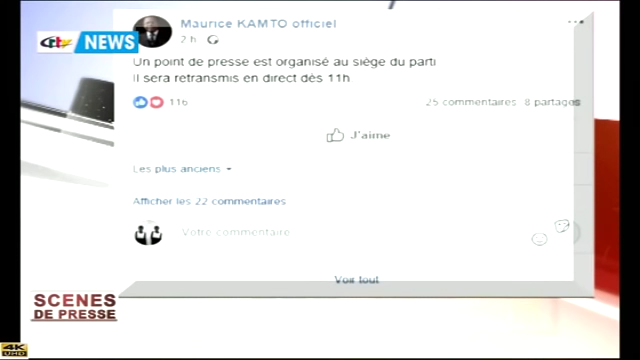 Maurice KAMTO officiel
2 h
crtv NEWS
Un point de presse est organisé au siège du parti
Il sera retransmis en direct dès 11h
116
25 commentaires 8 partages
J'aime
Les plus anciens
Afficher les 22 commentaires
Votre commentaire
Voir tout
SCENES
DE PRESSE
4K
UHD